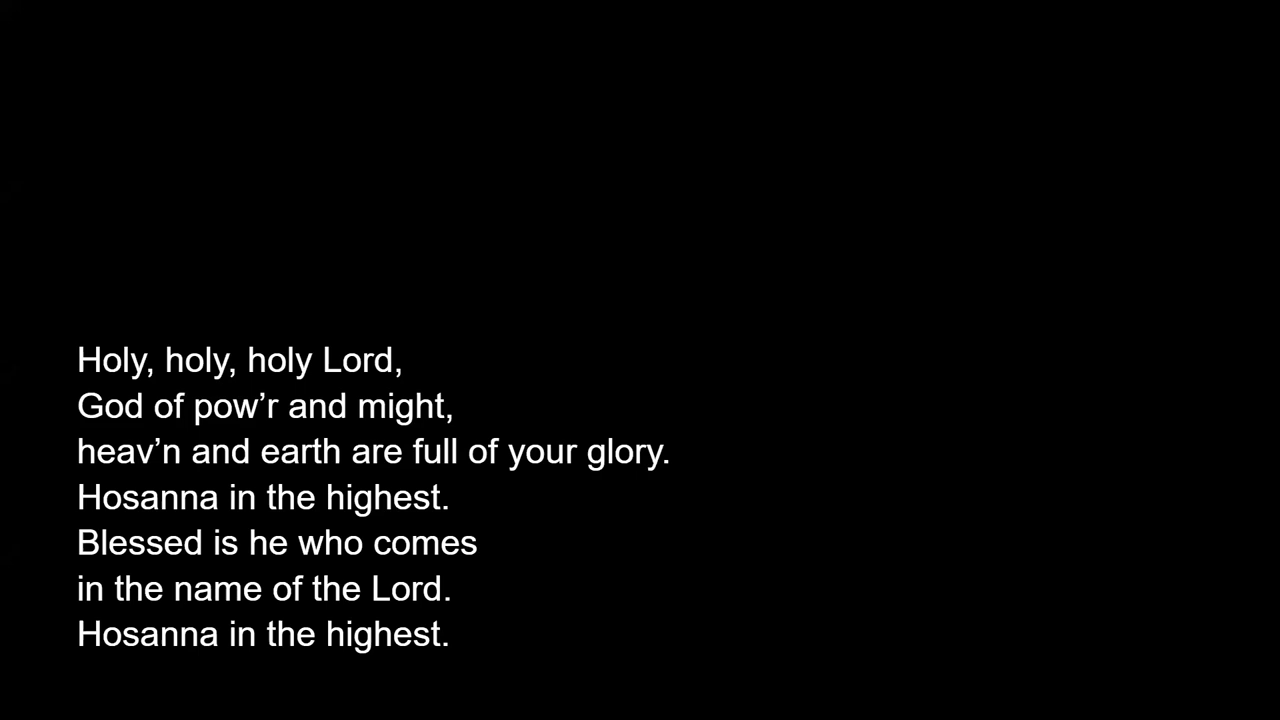 Holy, holy, holy Lord,
God of pow’r and might,
heav’n and earth are full of your glory.
Hosanna in the highest.
Blessed is he who comes
in the name of the Lord.
Hosanna in the highest.